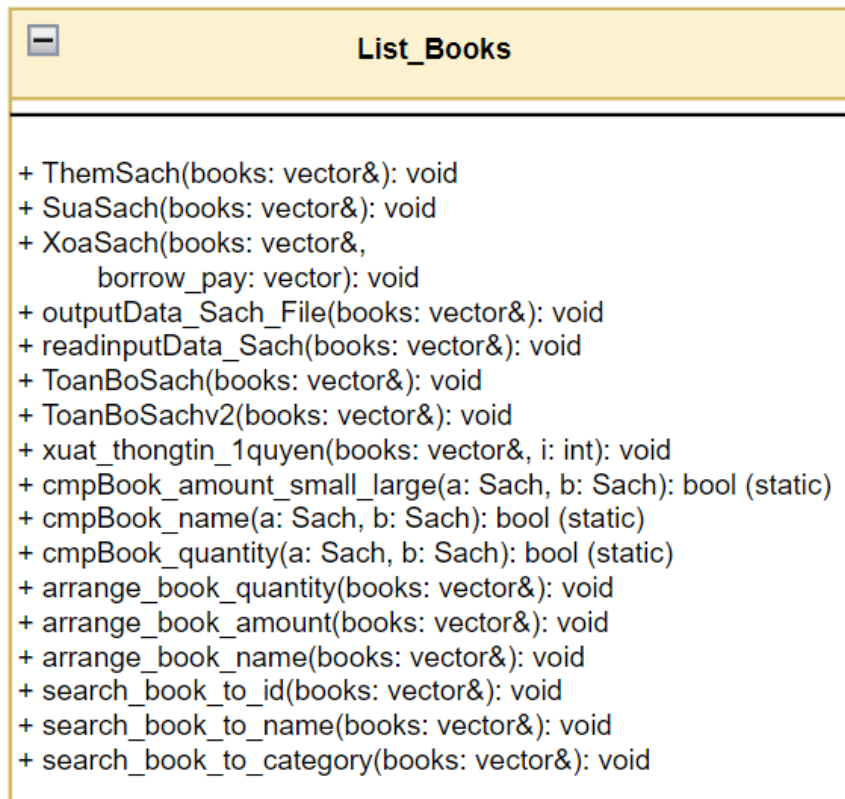 List_Books
+ ThemSach(books: vector&): void
+ SuaSach(books: vector&): void
+ XoaSach(books: vector&,
borrow_pay: vector): void
+ outputData_Sach_File(books: vector&): void
+ readinputData_Sach(books: vector&): void
+ ToanBoSach(books: vector&): void
+ ToanBoSachv2(books: vector&): void
+ xuat_thongtin_1quyen(books: vector&, i: int): void
+ cmpBook_amount_small_large(a: Sach, b: Sach): bool (static)
+ cmpBook_name(a: Sach, b: Sach): bool (static)
+ cmpBook_quantity(a: Sach, b: Sach): bool (static)
+ arrange_book_quantity(books: vector&): void
+ arrange_book_amount(books: vector&): void
+ arrange_book_name(books: vector&): void
+ search_book_to_id(books: vector&): void
+ search_book_to_name(books: vector&): void
+ search_book_to_category(books: vector&): void